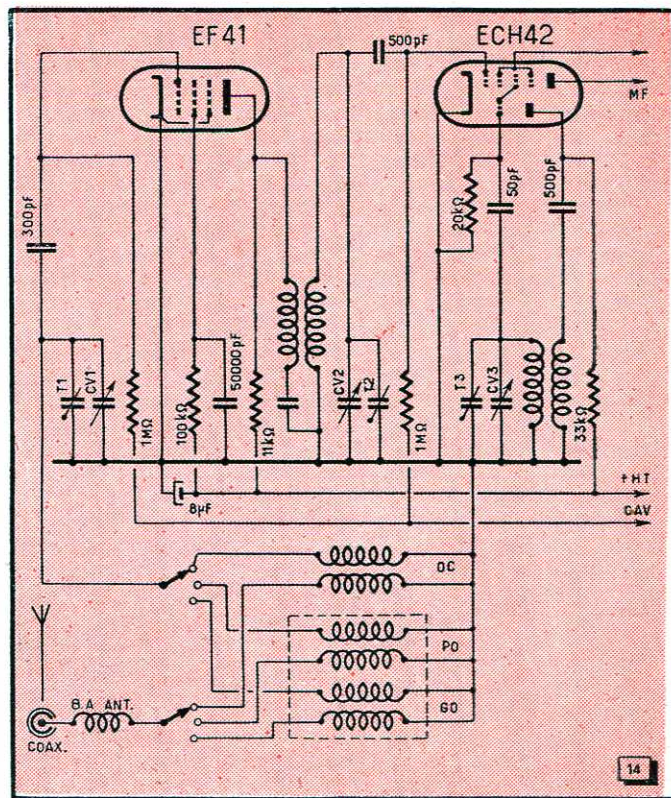 EF41
ECH42
500pF
MF
300pF
20kΩ
50pF
500pF
T1
CV1
1MΩ
100kΩ
50000pF
11kΩ
CV2
T2
1MΩ
T3
CV3
33kΩ
8µF
+HT
CAV
OC
PO
GO
B.A ANT.
COAX.
14